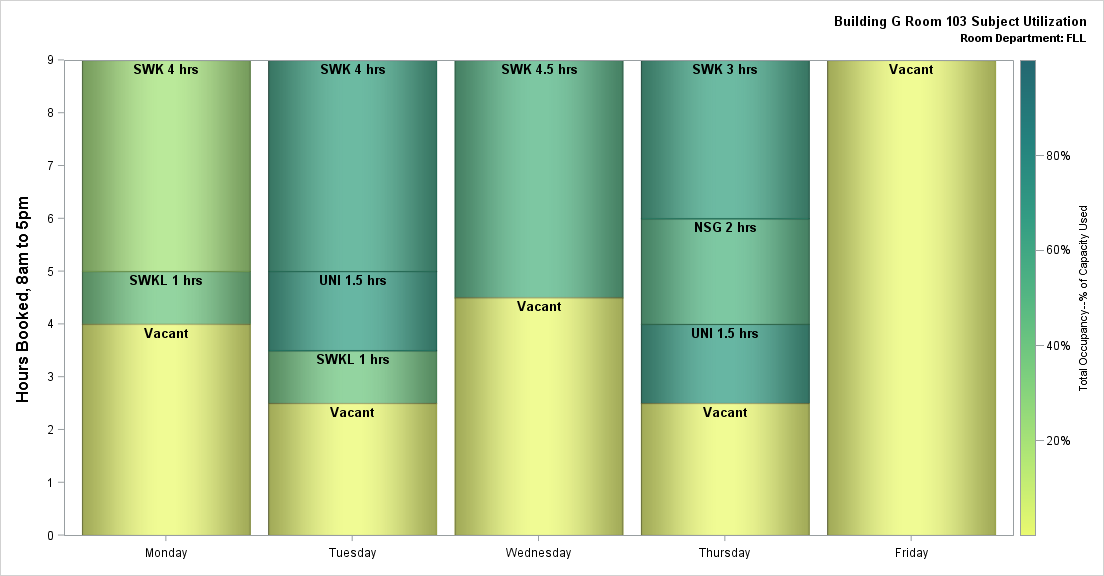 Building G Room 103 Subject Utilization
Room Department: FLL
Hours Booked, 8am to 5pm
9
8
7
6
5
4
3
2
1
0
SWK 4 hrs
SWKL 1 hrs
Vacant
SWK 4 hrs
UNI 1.5 hrs
SWKL 1 hrs
Vacant
SWK 4.5 hrs
Vacant
SWK 3 hrs
NSG 2 hrs
UNI 1.5 hrs
Vacant
Vacant
Monday
Tuesday
Wednesday
Thursday
Friday
80%
60%
40%
20%
Total Occupancy--% of Capacity Used